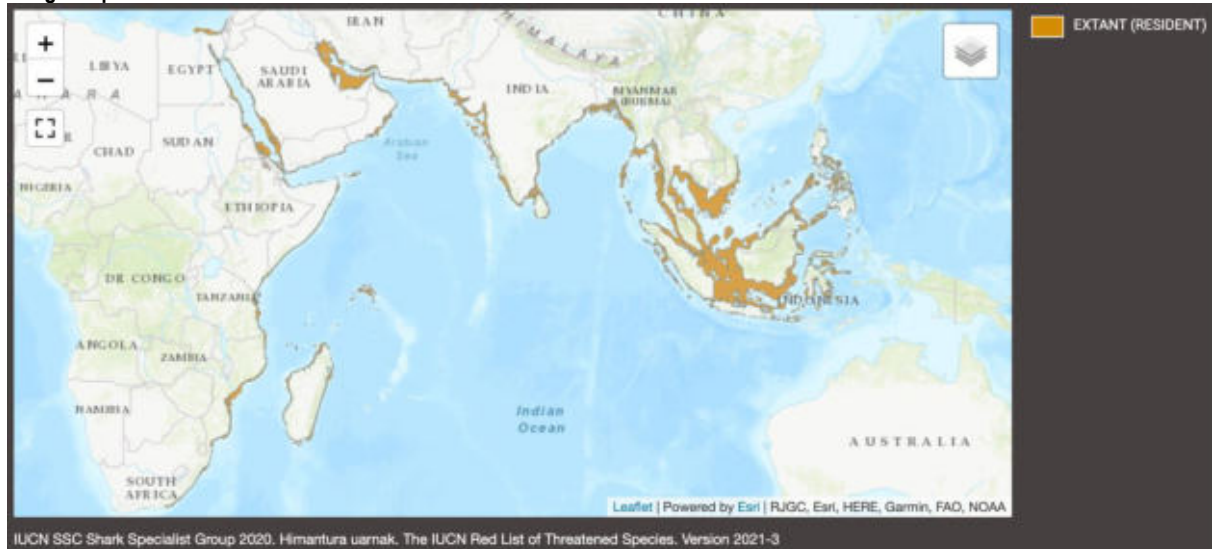 IRAN
CHINA
HIMALAYA
EXTANT (RESIDENT)
+
−
LIBYA
EGYPT
SAUDI
ARABIA
INDIA
MYANMAR
(BURMA)
SUDAN
CHAD
Arabian
Sea
NIGERIA
ETHIOPIA
DR CONGO
TANZANIA
INDONESIA
ANGOLA
ZAMBIA
NAMIBIA
Indian
Ocean
AUSTRALIA
SOUTH
AFRICA
Leaflet | Powered by Esri | RJGC, Esri, HERE, Garmin, FAO, NOAA
IUCN SSC Shark Specialist Group 2020. Himantura uarnak. The IUCN Red List of Threatened Species. Version 2021-3